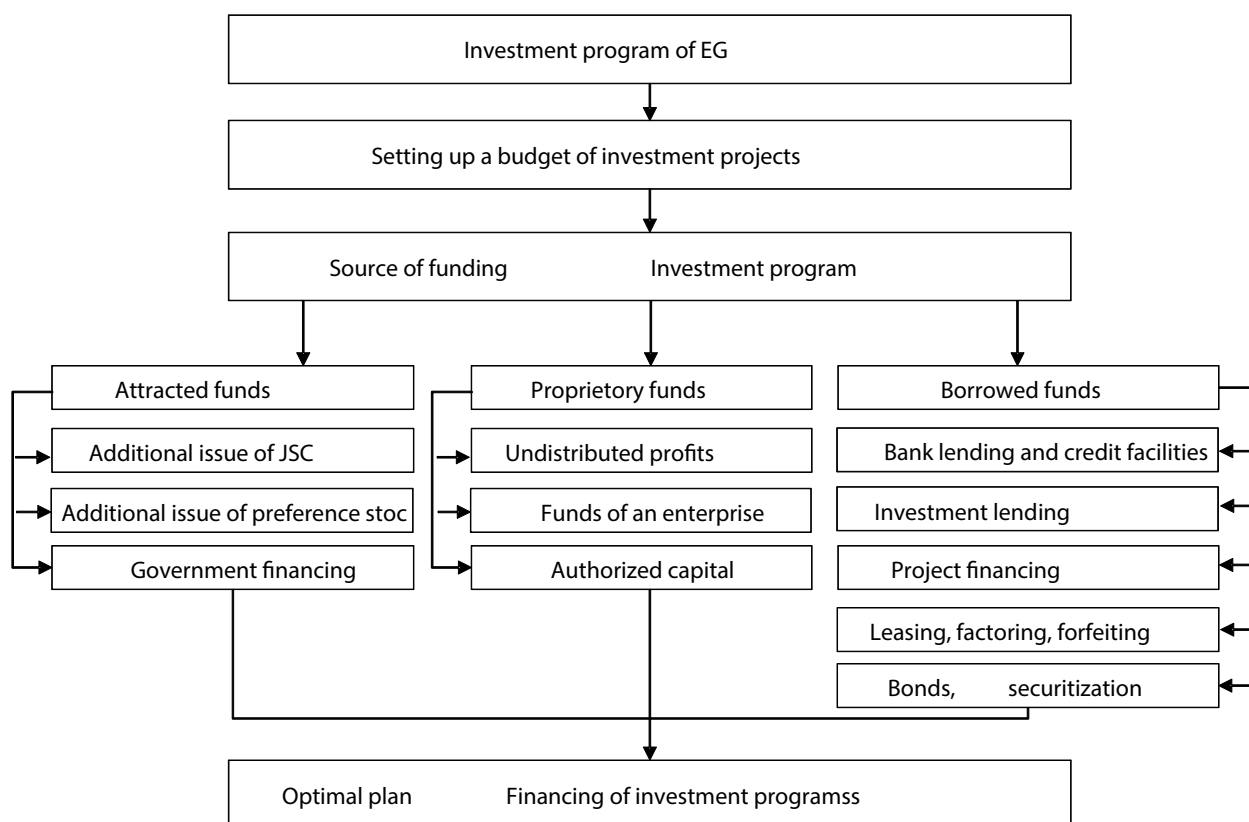 Investment program of EG
Setting up a budget of investment projects
Source of funding Investment program
Attracted funds
Additional issue of JSC
Additional issue of preference stoc
Government financing
Proprietory funds
Undistributed profits
Funds of an enterprise
Authorized capital
Borrowed funds
Bank lending and credit facilities
Investment lending
Project financing
Leasing, factoring, forfeiting
Bonds, securitization
Optimal plan Financing of investment programss